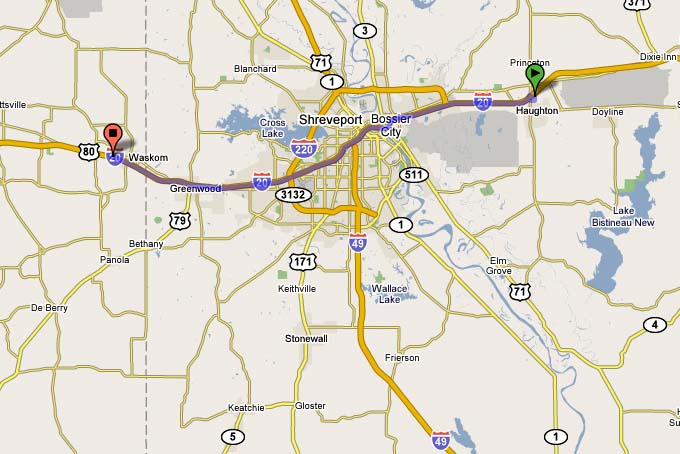 371
3
Princeton
Dixie Inn
71
Blanchard
1
20
Haughton
Doyline
ttsville
Shreveport
Bossier
City
Cross
Lake
80
20
Waskom
220
Greenwood
20
3132
511
79
1
Lake
Bistineau New
Bethany
49
Panola
171
Elm
Grove
71
Keithville
Wallace
Lake
De Berry
4
Stonewall
Frierson
Keatchie
Gloster
5
49
1
H
Su